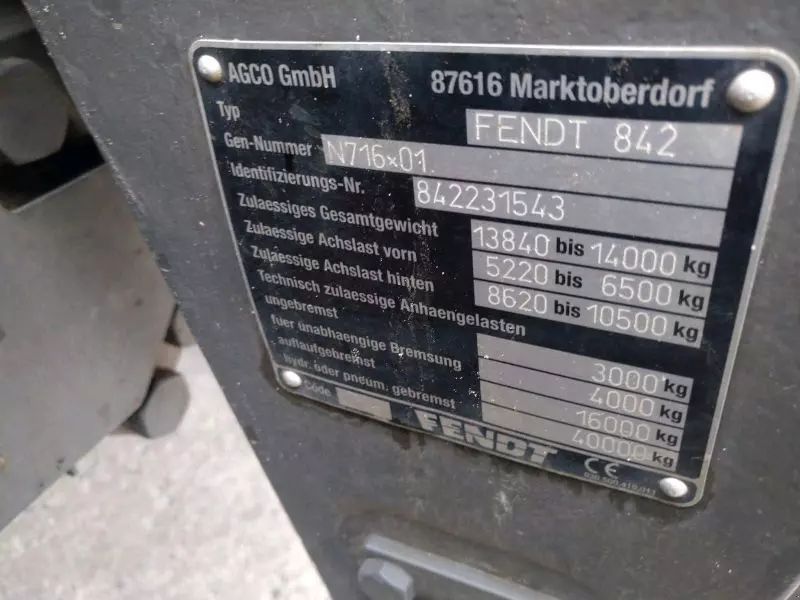 AGCO GmbH 87616 Marktoberdorf
Typ FENDT 842
Gen-Nummer N716x01.
Identifizierungs-Nr. 842231543
Zulaessiges Gesamtgewicht 13840 bis 14000 kg
Zulaessige Achslast vorn 5220 bis 6500 kg
Zulaessige Achslast hinten 8620 bis 10500 kg
Technisch zulaessige Anhaengelasten
ungebremst 3000 kg
fuer unabhaengige Bremsung 4000 kg
auflaufgebremst 16000 kg
hydr. oder pneum. gebremst 40000 kg
Code
FENDT CE